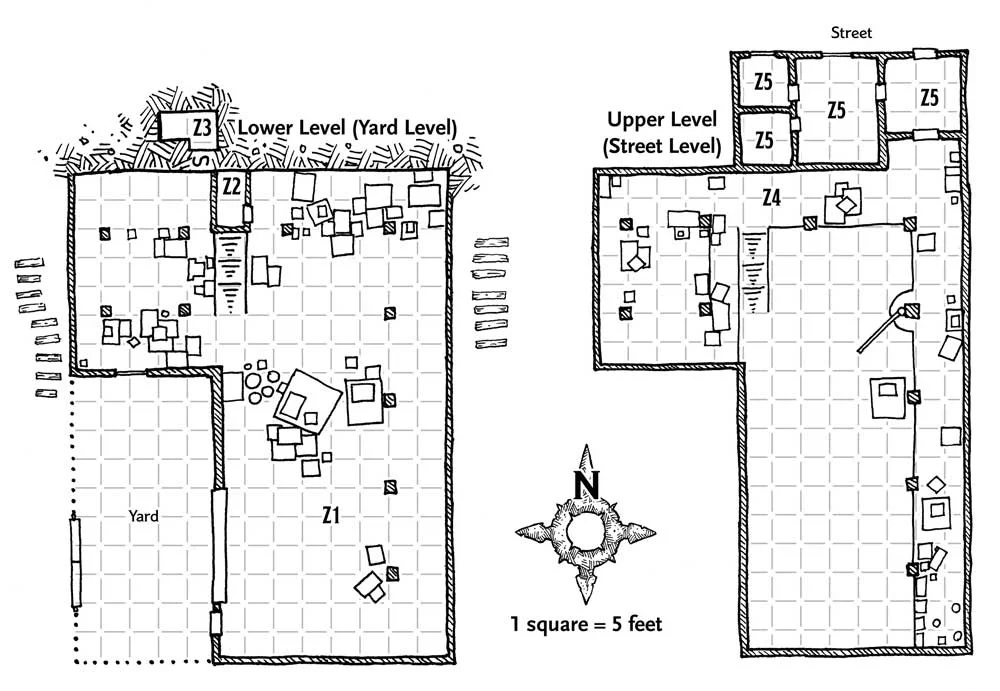 Street
Z5
Z5
Z5
Z5
Z3
Lower Level (Yard Level)
S
Z2
Upper Level
(Street Level)
Z4
Yard
Z1
N
1 square = 5 feet